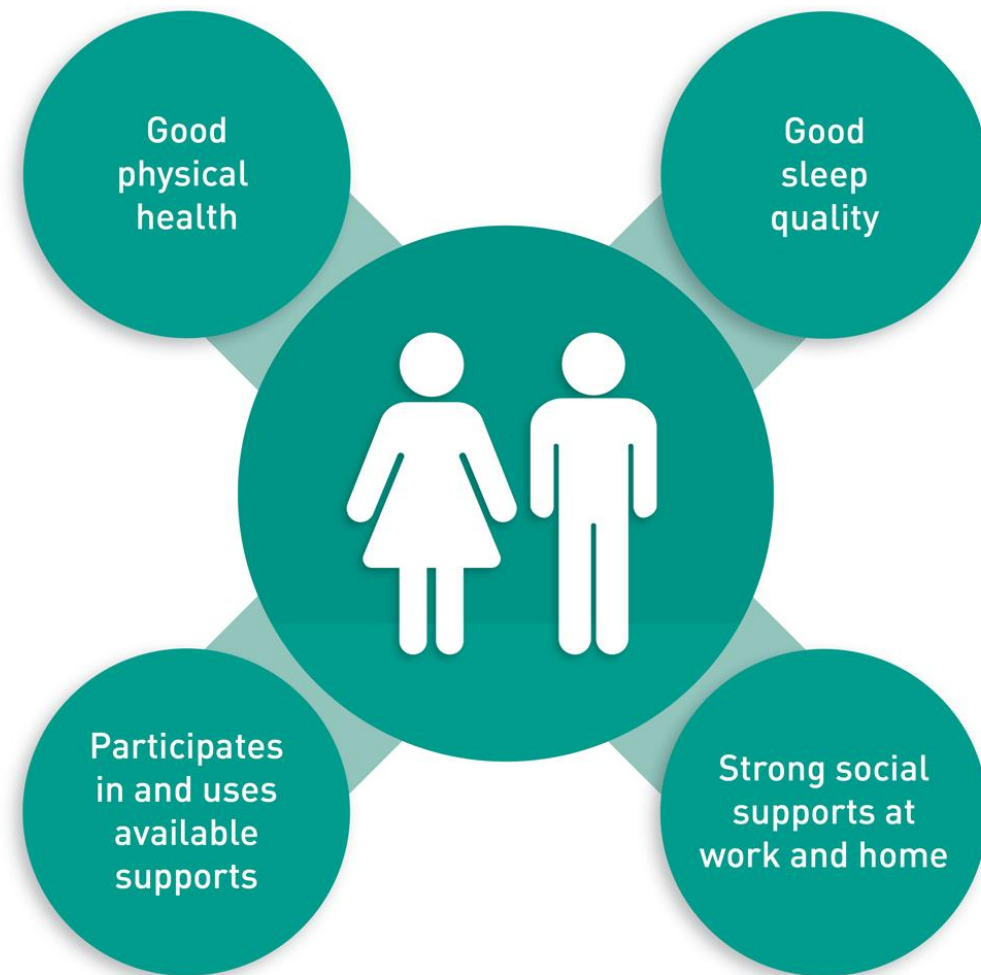 Good
physical
health
Good
sleep
quality
Participates
in and uses
available
supports
Strong social
supports at
work and home